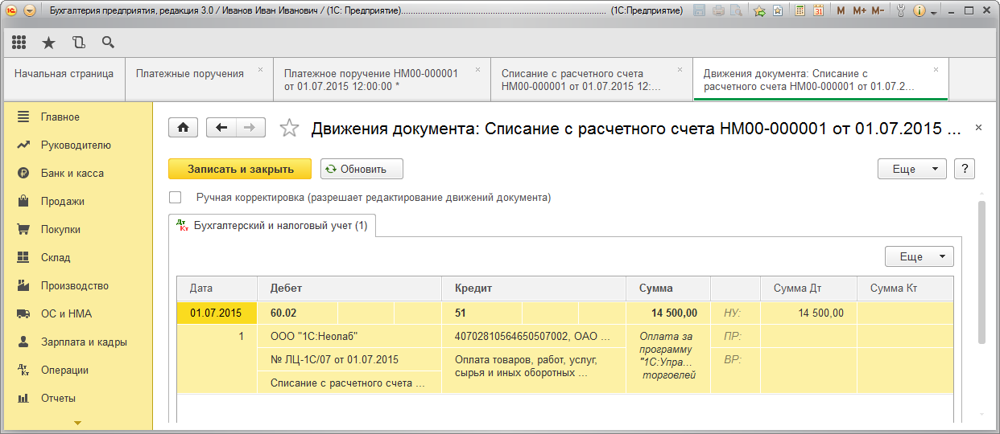 Бухгалтерия предприятия, редакция 3.0 / Иванов Иван Иванович / (1С: Предприятие)................................................................................ (1С:Предприятие)
31 M M+ M-
Начальная страница
Платежные поручения
Платежное поручение НМ00-000001
от 01.07.2015 12:00:00 *
Списание с расчетного счета
НМ00-000001 от 01.07.2015 12:...
Движения документа: Списание с
расчетного счета НМ00-000001 от 01.07.2...
Главное
Руководителю
Банк и касса
Продажи
Покупки
Склад
Производство
ОС и НМА
Зарплата и кадры
Дт Кт Операции
Отчеты
Движения документа: Списание с расчетного счета НМ00-000001 от 01.07.2015 ...
Записать и закрыть Обновить Еще ?
Ручная корректировка (разрешает редактирование движений документа)
Дт Кт Бухгалтерский и налоговый учет (1)
Еще
Дата Дебет Кредит Сумма Сумма Дт Сумма Кт
01.07.2015 60.02 51 14 500,00 НУ: 14 500,00
1 ООО "1С:Неолаб" 40702810564650507002, ОАО ... Оплата за ПР:
программу
№ ЛЦ-1С/07 от 01.07.2015 Оплата товаров, работ, услуг, "1С:Упра... ВР:
сырья и иных оборотных ... торговлей
Списание с расчетного счета ...